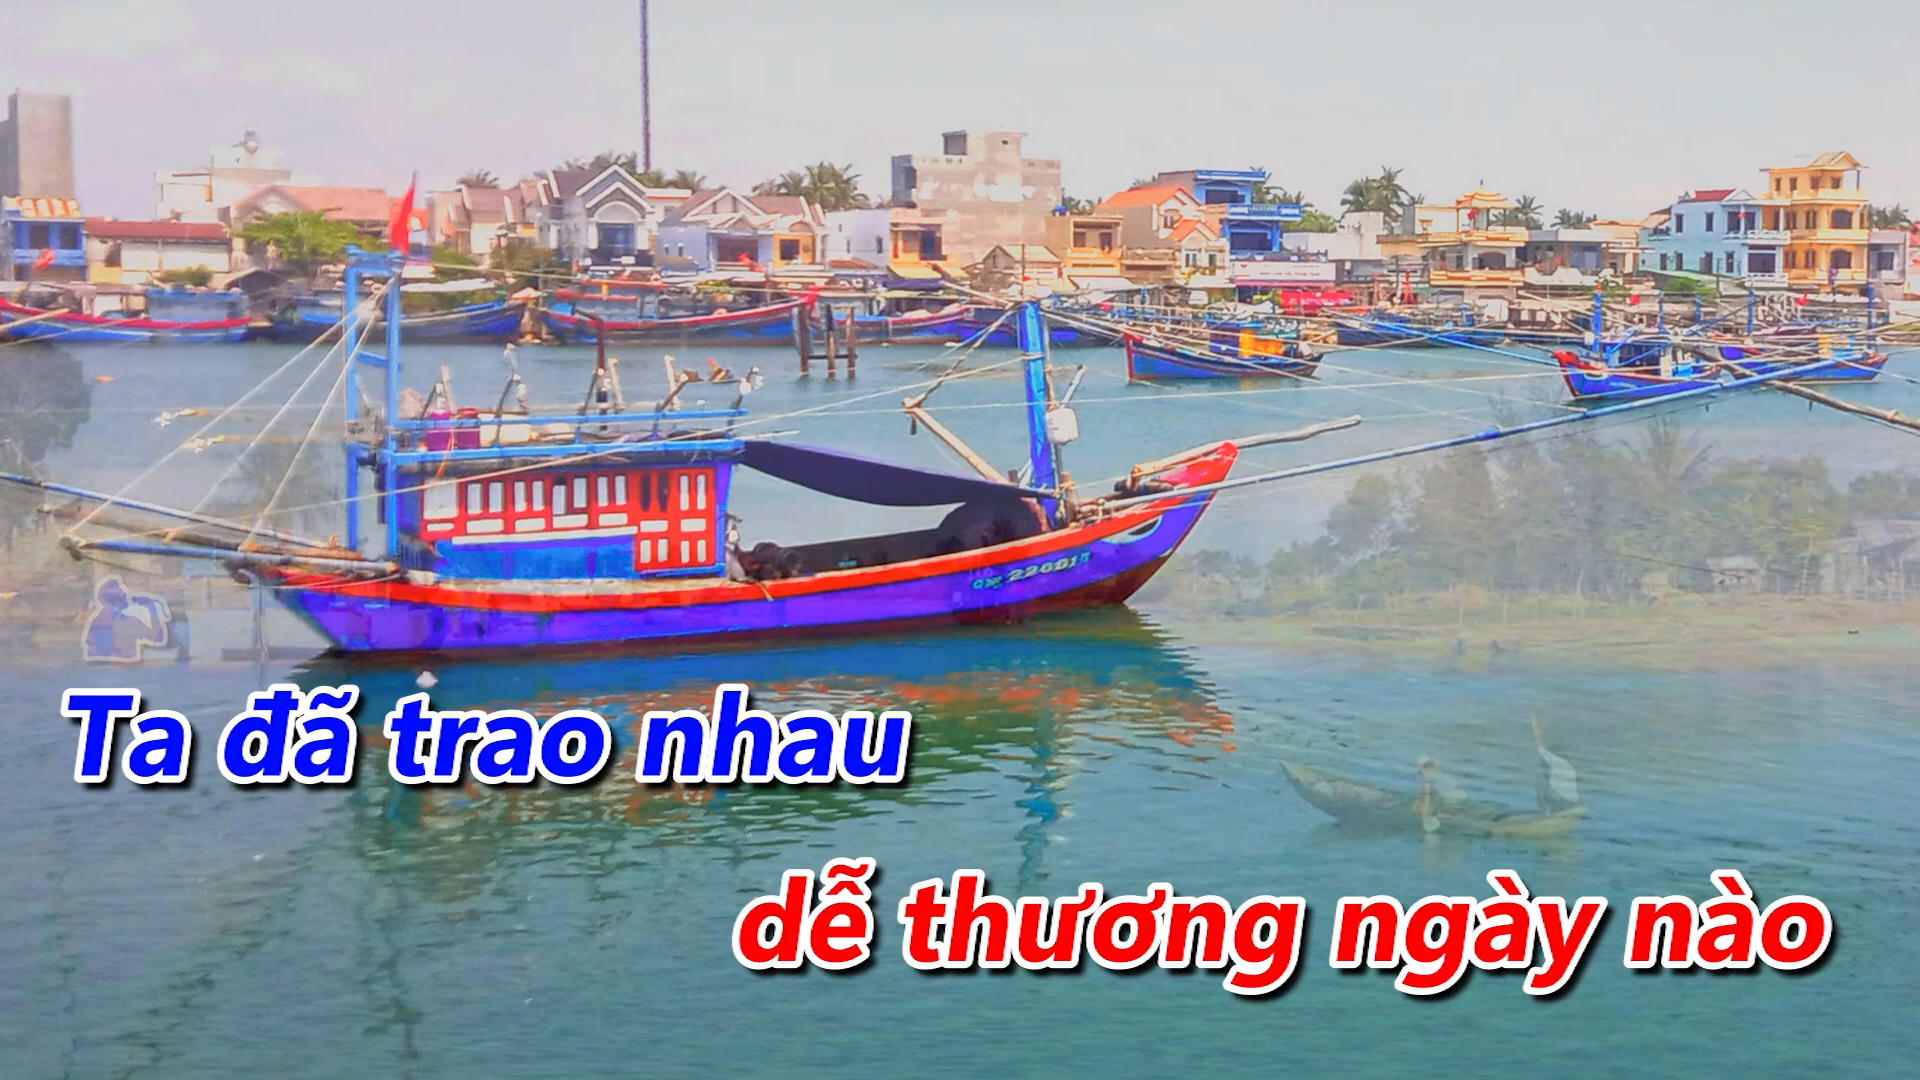 Ta đã trao nhau
dễ thương ngày nào